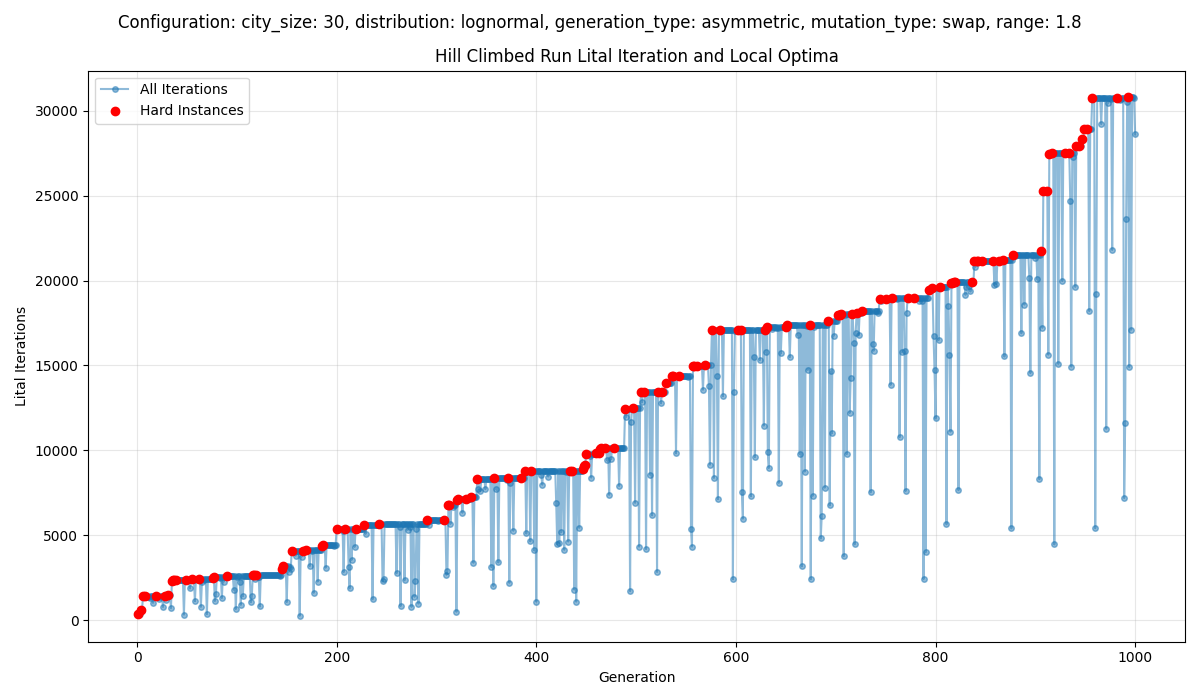 Configuration: city_size: 30, distribution: lognormal, generation_type: asymmetric, mutation_type: swap, range: 1.8
Hill Climbed Run Lital Iteration and Local Optima
All Iterations
Hard Instances
30000
25000
20000
15000
10000
5000
0
Lital Iterations
0 200 400 600 800 1000
Generation